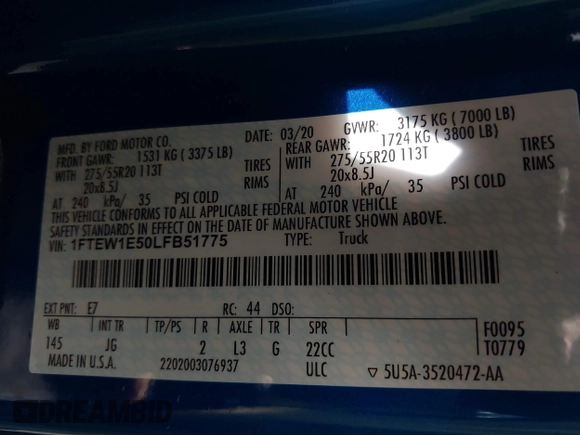 MFD. BY FORD MOTOR CO. DATE: 03/20 GVWR: 3175 KG ( 7000 LB)
FRONT GAWR: 1531 KG ( 3375 LB) REAR GAWR: 1724 KG ( 3800 LB)
WITH 275/55R20 113T TIRES WITH 275/55R20 113T TIRES
20x8.5J RIMS 20x8.5J RIMS
AT 240 kPa/ 35 PSI COLD AT 240 kPa/ 35 PSI COLD
THIS VEHICLE CONFORMS TO ALL APPLICABLE FEDERAL MOTOR VEHICLE
SAFETY STANDARDS IN EFFECT ON THE DATE OF MANUFACTURE SHOWN ABOVE.
VIN: 1FTEW1E50LFB51775 TYPE: Truck
EXT PNT: E7 RC: 44 DSO:
WB INT TR TP/PS R AXLE TR SPR F0095
145 JG 2 L3 G 22CC T0779
MADE IN U.S.A. 2202003076937 ULC ▽ 5U5A-3520472-AA
DREAMBID